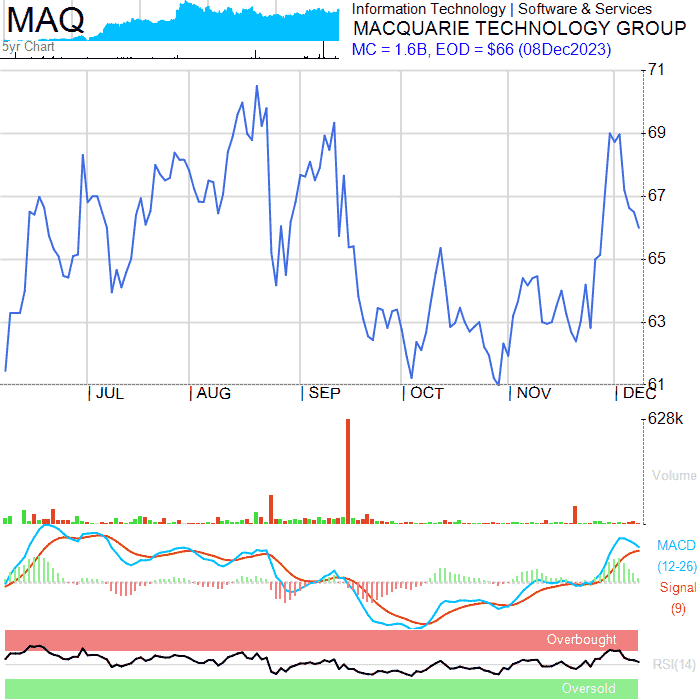 MAQ
5yr Chart
Information Technology | Software & Services
MACQUARIE TECHNOLOGY GROUP
MC = 1.6B, EOD = $66 (08Dec2023)
71
69
67
65
63
61
JUL
AUG
SEP
OCT
NOV
DEC
628k
Volume
MACD
(12-26)
Signal
(9)
Overbought
RSI(14)
Oversold